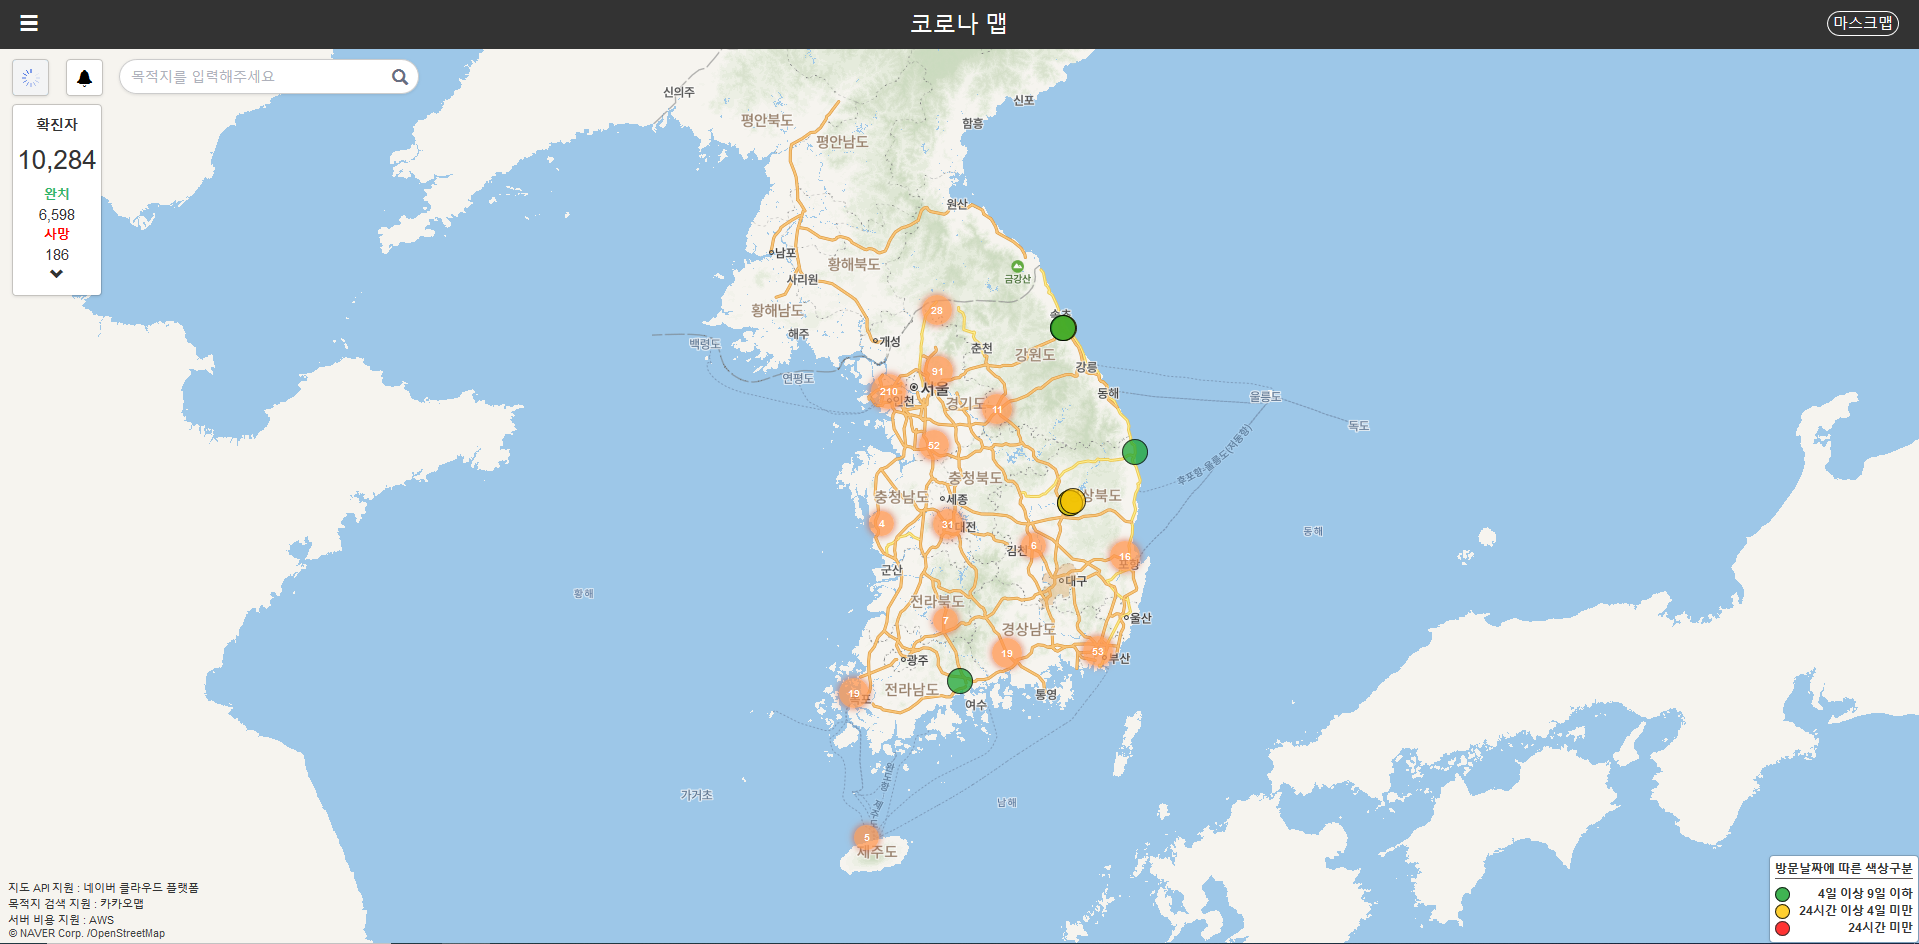 코로나 맵
마스크맵
목적지를 입력해주세요
확진자
10,284
완치
6,598
사망
186
신의주
신포
평안북도
함흥
평안남도
원산
남포
황해북도
금강산
사리원
황해남도
28
속초
해주
백령도
개성
춘천
강원도
연평도
91
강릉
210
서울
인천
경기도
11
동해
울릉도
독도
52
후포항-울릉도(저동항)
충청북도
충청남도
세종
상북도
4
31
대전
동해
김천
6
16
포항
군산
대구
황해
전라북도
7
경상남도
울산
19
53
부산
광주
19
목포
전라남도
여수
통영
가거초
남해
5
제주도
지도 API 지원 : 네이버 클라우드 플랫폼
목적지 검색 지원 : 카카오맵
서버 비용 지원 : AWS
© NAVER Corp. /OpenStreetMap
방문날짜에 따른 색상구분
4일 이상 9일 이하
24시간 이상 4일 미만
24시간 미만